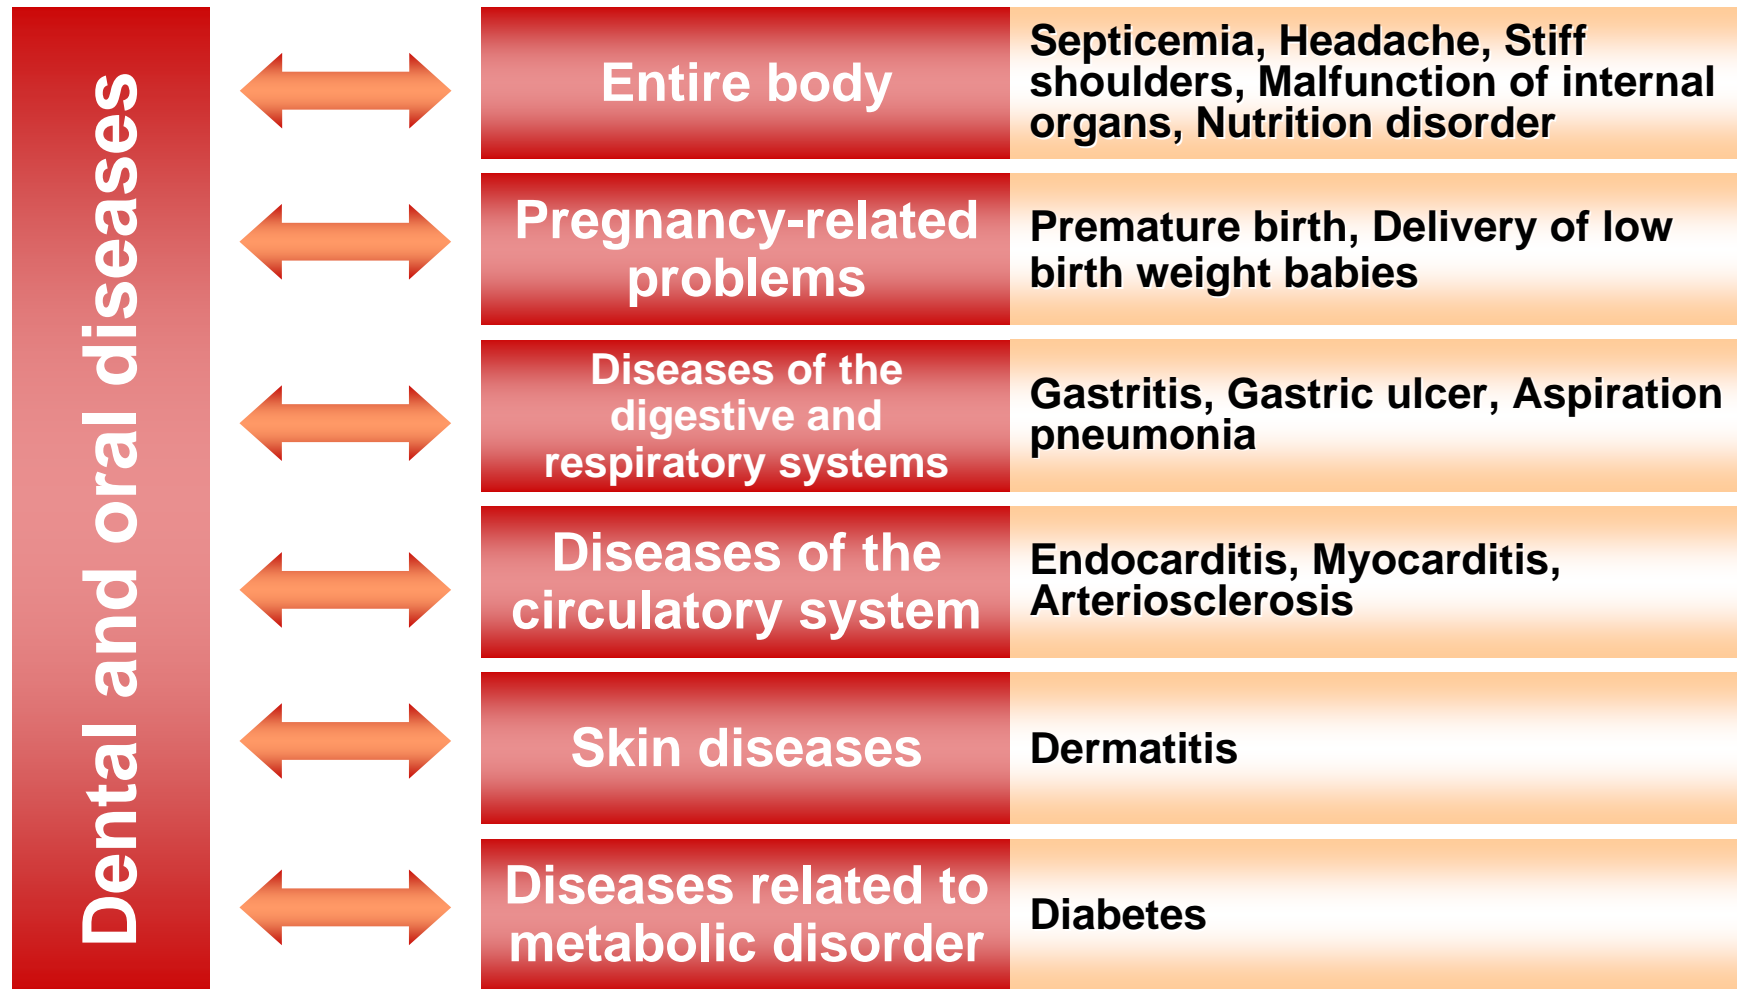 Dental and oral diseases
Entire body
Septicemia, Headache, Stiff
shoulders, Malfunction of internal
organs, Nutrition disorder
Pregnancy-related
problems
Premature birth, Delivery of low
birth weight babies
Diseases of the
digestive and
respiratory systems
Gastritis, Gastric ulcer, Aspiration
pneumonia
Diseases of the
circulatory system
Endocarditis, Myocarditis,
Arteriosclerosis
Skin diseases
Dermatitis
Diseases related to
metabolic disorder
Diabetes